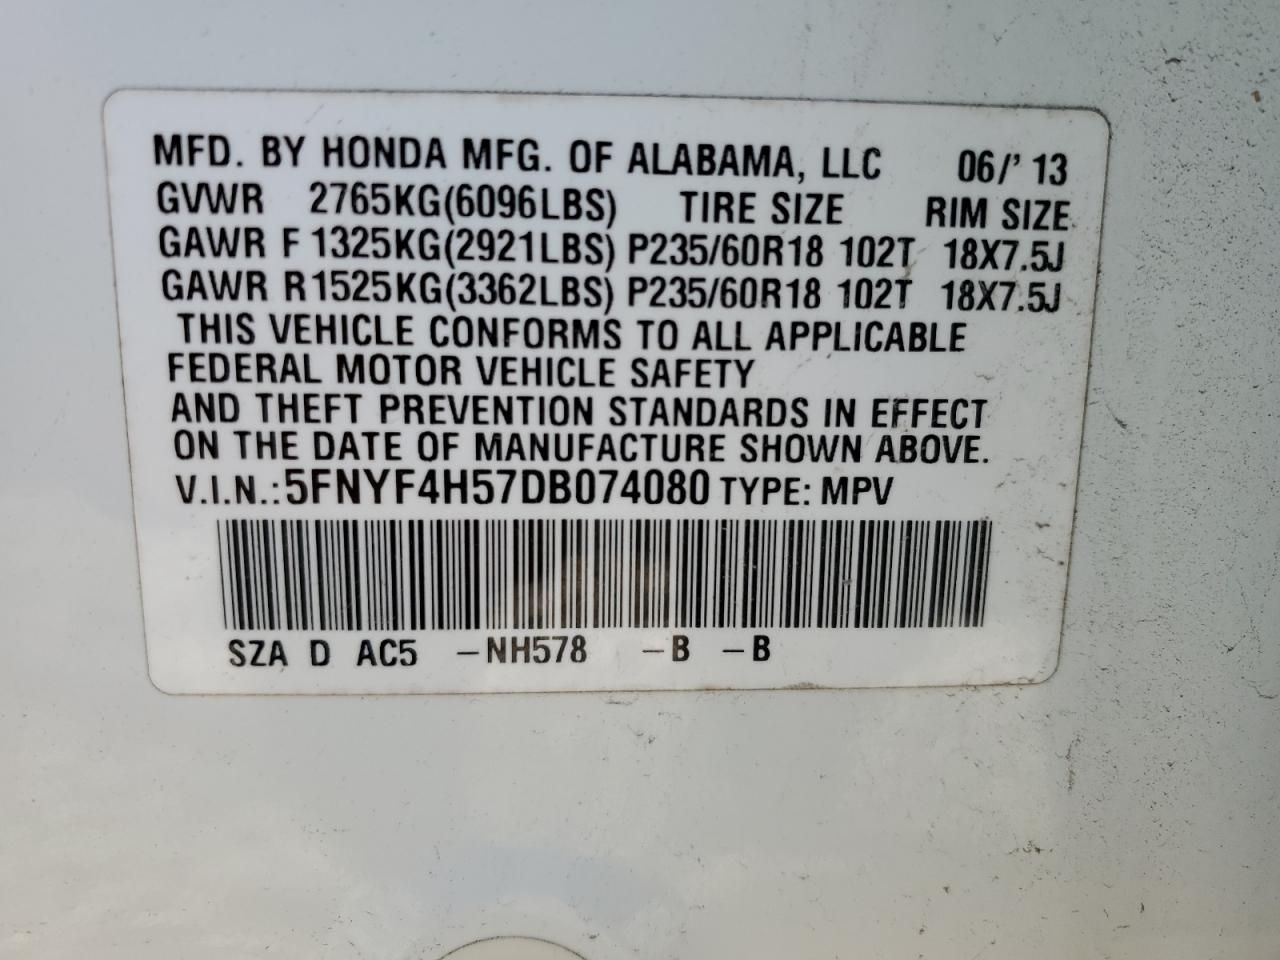 MFD. BY HONDA MFG. OF ALABAMA, LLC 06/'13
GVWR 2765KG(6096LBS) TIRE SIZE RIM SIZE
GAWR F 1325KG(2921LBS) P235/60R18 102T 18X7.5J
GAWR R 1525KG(3362LBS) P235/60R18 102T 18X7.5J
THIS VEHICLE CONFORMS TO ALL APPLICABLE
FEDERAL MOTOR VEHICLE SAFETY
AND THEFT PREVENTION STANDARDS IN EFFECT
ON THE DATE OF MANUFACTURE SHOWN ABOVE.
V.I.N.:5FNYF4H57DB074080 TYPE: MPV
SZA D AC5 –NH578 –B –B